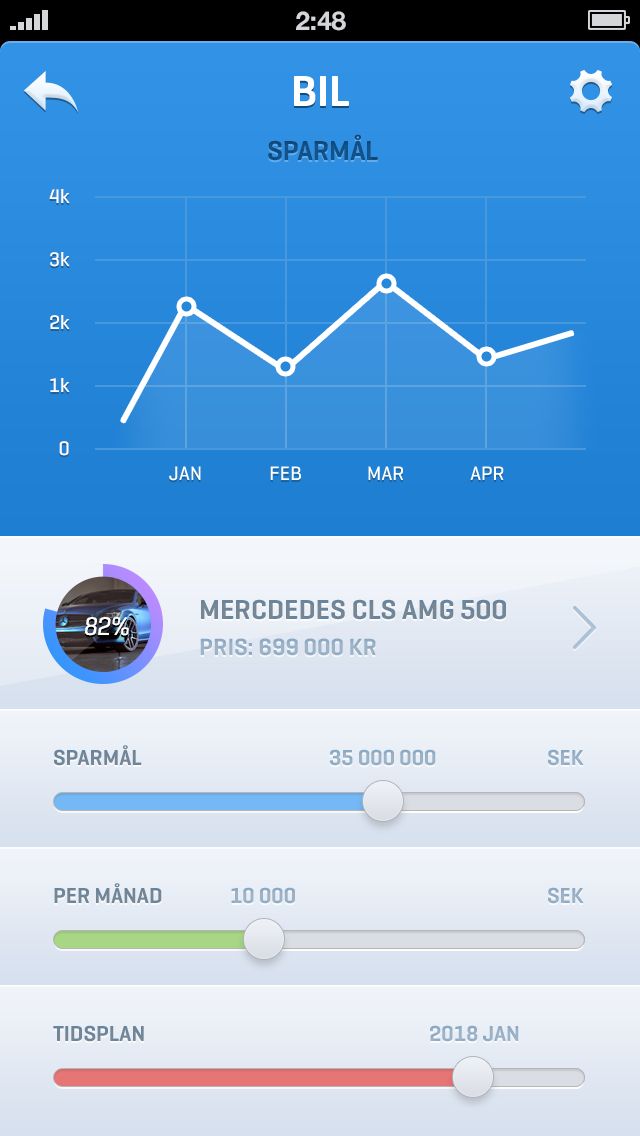 2:48
BIL
SPARMÅL
4k
3k
2k
1k
0
JAN FEB MAR APR
82%
MERCDEDES CLS AMG 500
PRIS: 699 000 KR
SPARMÅL 35 000 000 SEK
PER MÅNAD 10 000 SEK
TIDSPLAN 2018 JAN